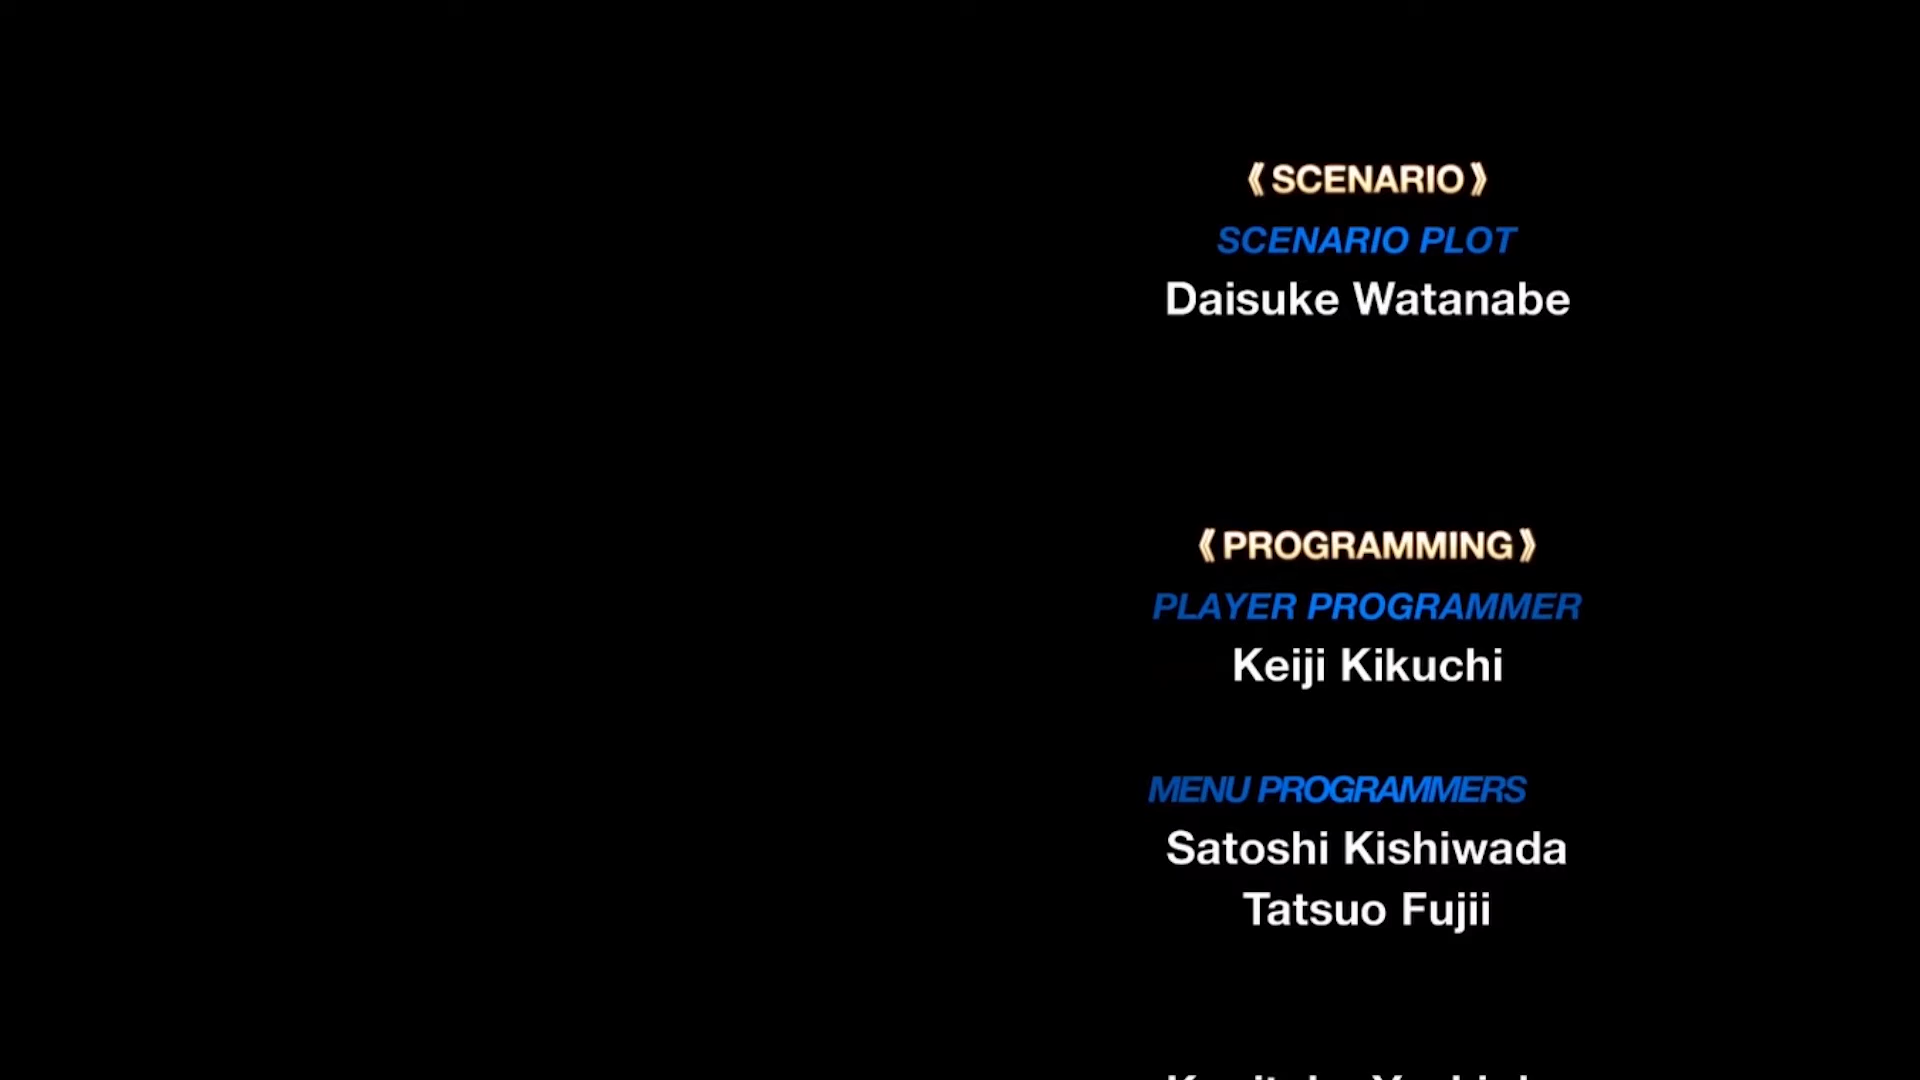 《SCENARIO》
SCENARIO PLOT
Daisuke Watanabe
《PROGRAMMING》
PLAYER PROGRAMMER
Keiji Kikuchi
MENU PROGRAMMERS
Satoshi Kishiwada
Tatsuo Fujii